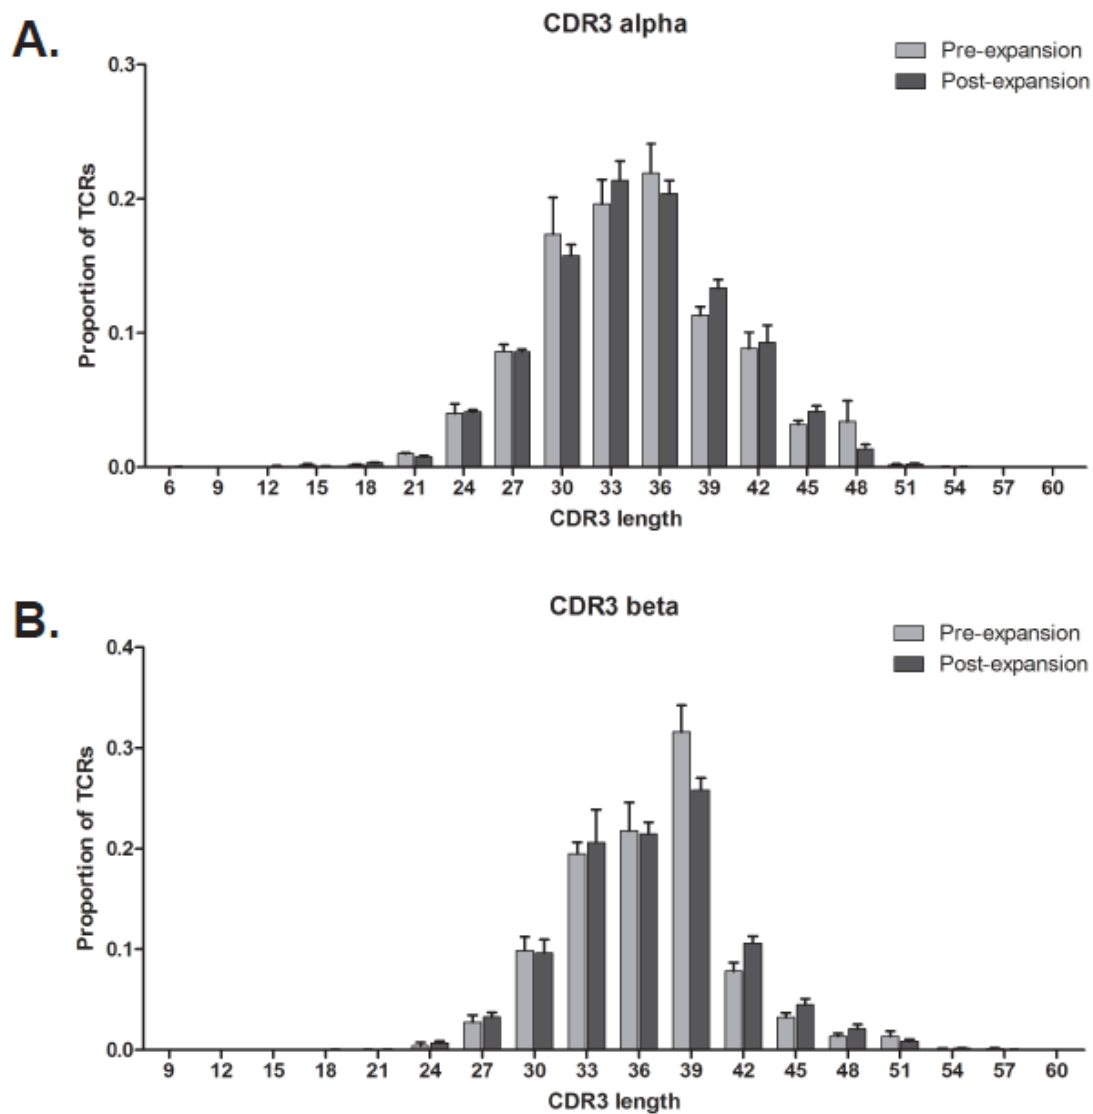 A.
CDR3 alpha
Pre-expansion
Post-expansion
Proportion of TCRs
0.3
0.2
0.1
0.0
6 9 12 15 18 21 24 27 30 33 36 39 42 45 48 51 54 57 60
CDR3 length
B.
CDR3 beta
Pre-expansion
Post-expansion
Proportion of TCRs
0.4
0.3
0.2
0.1
0.0
9 12 15 18 21 24 27 30 33 36 39 42 45 48 51 54 57 60
CDR3 length